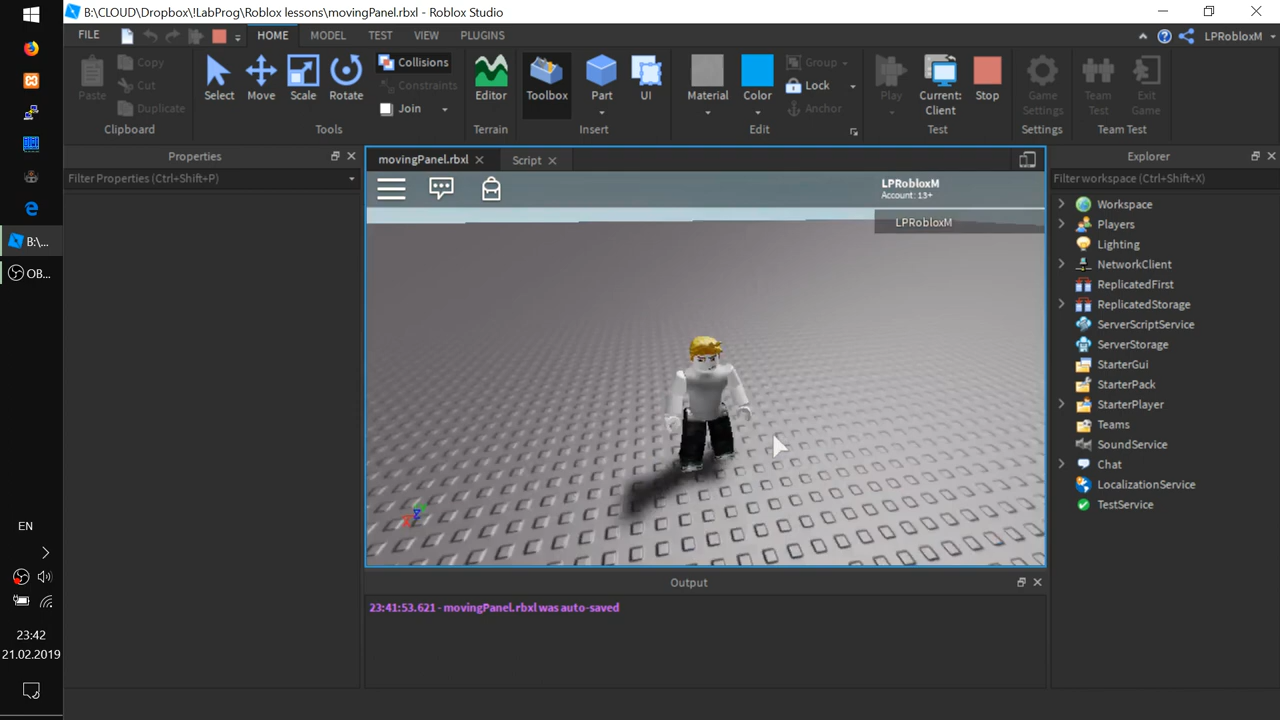 B:\CLOUD\Dropbox\!LabProg\Roblox lessons\movingPanel.rbxl - Roblox Studio
FILE
HOME
MODEL
TEST
VIEW
PLUGINS
LPRobloxM
Paste
Copy
Cut
Duplicate
Clipboard
Select
Move
Scale
Rotate
Collisions
Constraints
Join
Tools
Editor
Terrain
Toolbox
Part
UI
Insert
Material
Color
Group
Lock
Anchor
Edit
Play
Current:
Client
Stop
Test
Game
Settings
Settings
Team
Test
Exit
Game
Team Test
Properties
Filter Properties (Ctrl+Shift+P)
movingPanel.rbxl
Script
LPRobloxM
Account: 13+
LPRobloxM
Explorer
Filter workspace (Ctrl+Shift+X)
Workspace
Players
Lighting
NetworkClient
ReplicatedFirst
ReplicatedStorage
ServerScriptService
ServerStorage
StarterGui
StarterPack
StarterPlayer
Teams
SoundService
Chat
LocalizationService
TestService
Output
23:41:53.621 - movingPanel.rbxl was auto-saved
B:\...
OB...
EN
23:42
21.02.2019